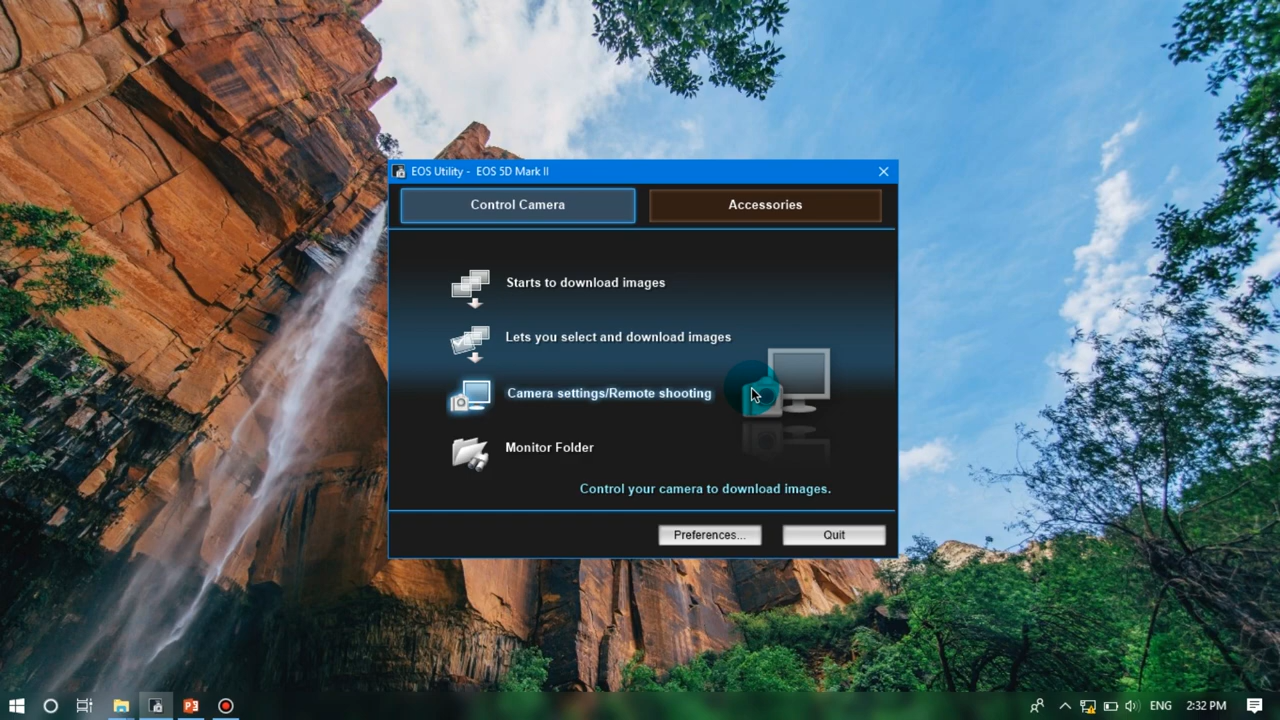 EOS Utility - EOS 5D Mark II
Control Camera
Accessories
Starts to download images
Lets you select and download images
Camera settings/Remote shooting
Monitor Folder
Control your camera to download images.
Preferences...
Quit
ENG
2:32 PM